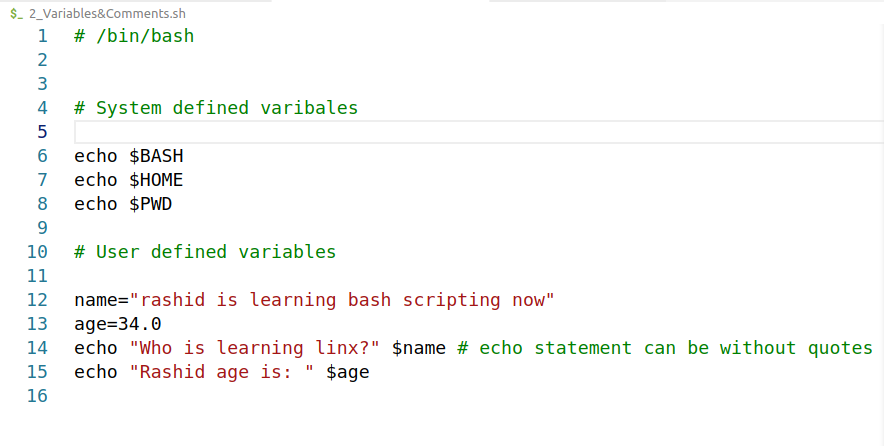 $_ 2_Variables&Comments.sh
1 # /bin/bash
2
3
4 # System defined varibales
5
6 echo $BASH
7 echo $HOME
8 echo $PWD
9
10 # User defined variables
11
12 name="rashid is learning bash scripting now"
13 age=34.0
14 echo "Who is learning linx?" $name # echo statement can be without quotes
15 echo "Rashid age is: " $age
16